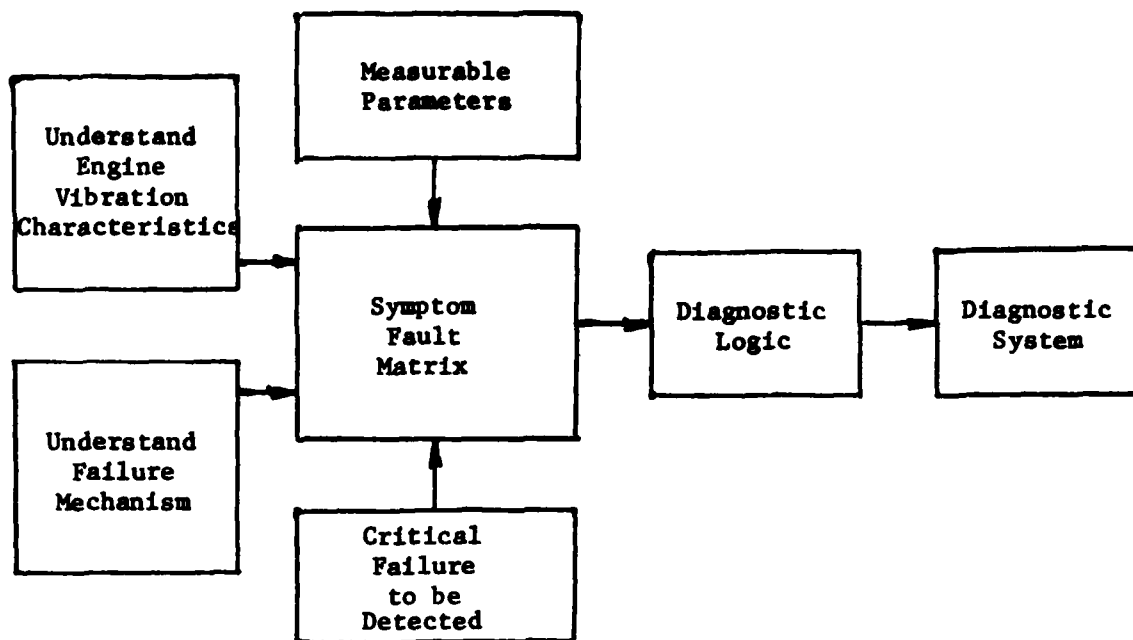 Measurable
Parameters
Understand
Engine
Vibration
Characteristics
Symptom
Fault
Matrix
Diagnostic
Logic
Diagnostic
System
Understand
Failure
Mechanism
Critical
Failure
to be
Detected